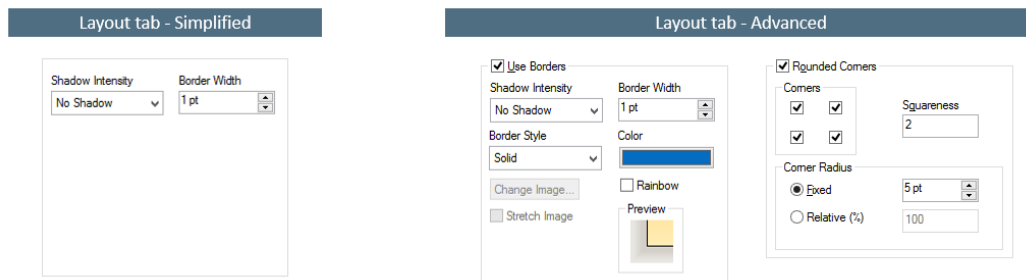 Layout tab - Simplified
Shadow Intensity Border Width
No Shadow 1 pt
Layout tab - Advanced
Use Borders
Shadow Intensity Border Width
No Shadow 1 pt
Border Style Color
Solid
Change Image... Rainbow
Stretch Image Preview
Rounded Corners
Corners
Squareness
2
Corner Radius
Fixed 5 pt
Relative (%) 100